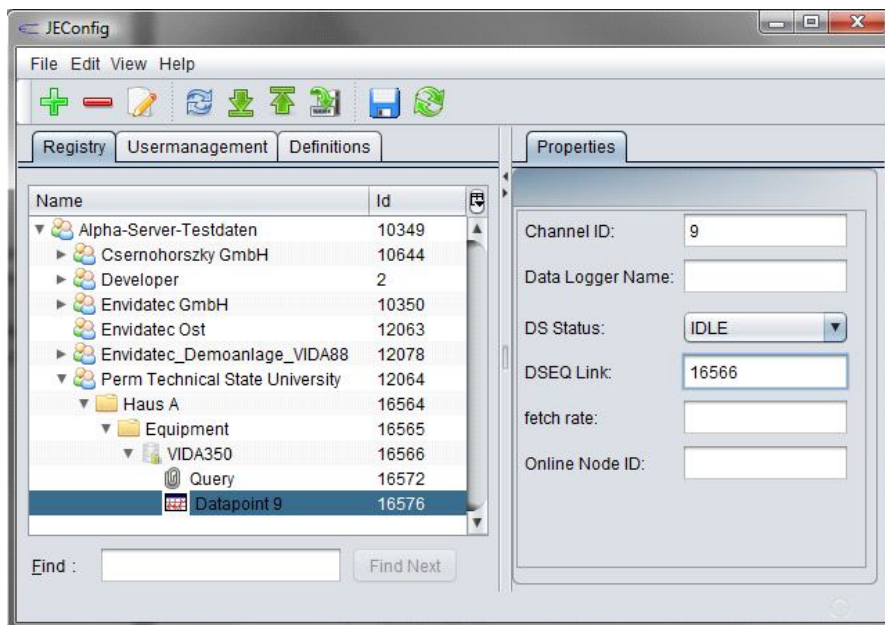 JEConfig
File Edit View Help
Registry Usermanagement Definitions
Name Id
Alpha-Server-Testdaten 10349
Csernohorszky GmbH 10644
Developer 2
Envidatec GmbH 10350
Envidatec Ost 12063
Envidatec_Demoanlage_VIDA88 12078
Perm Technical State University 12064
Haus A 16564
Equipment 16565
VIDA350 16566
Query 16572
Datapoint 9 16576
Find : Find Next
Properties
Channel ID: 9
Data Logger Name:
DS Status: IDLE
DSEQ Link: 16566
fetch rate:
Online Node ID: